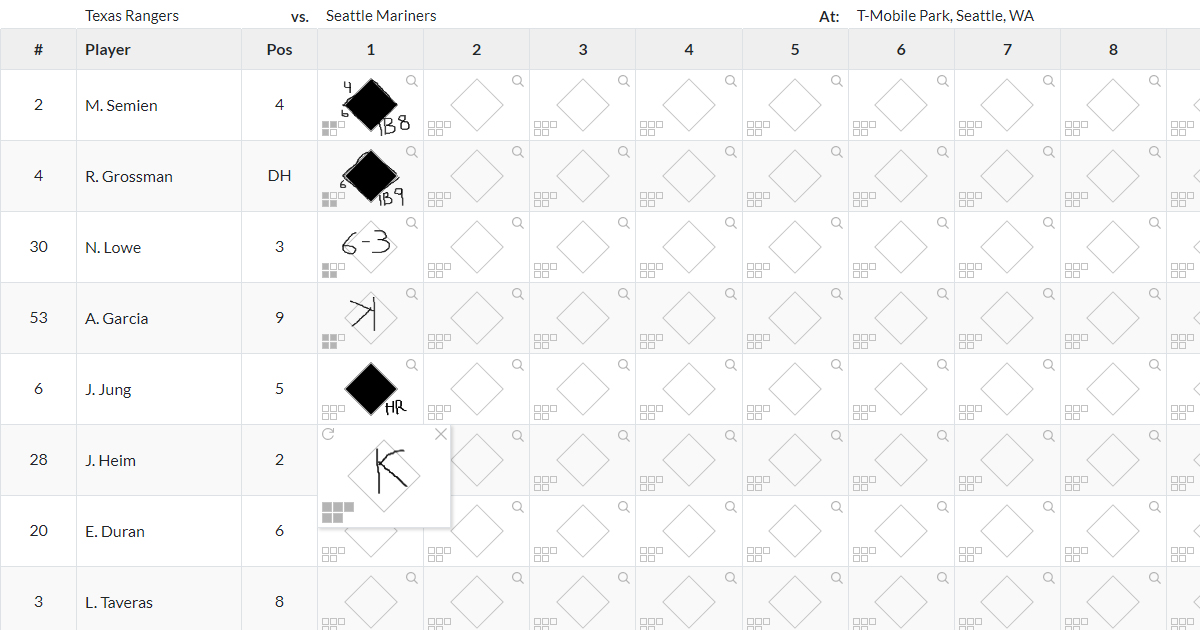 Texas Rangers vs. Seattle Mariners At: T-Mobile Park, Seattle, WA
# Player Pos 1 2 3 4 5 6 7 8
2 M. Semien 4 4 6 1B8
4 R. Grossman DH 6 1B9
30 N. Lowe 3 6-3
53 A. Garcia 9 ꓘ
6 J. Jung 5 HR
28 J. Heim 2 K
20 E. Duran 6
3 L. Taveras 8